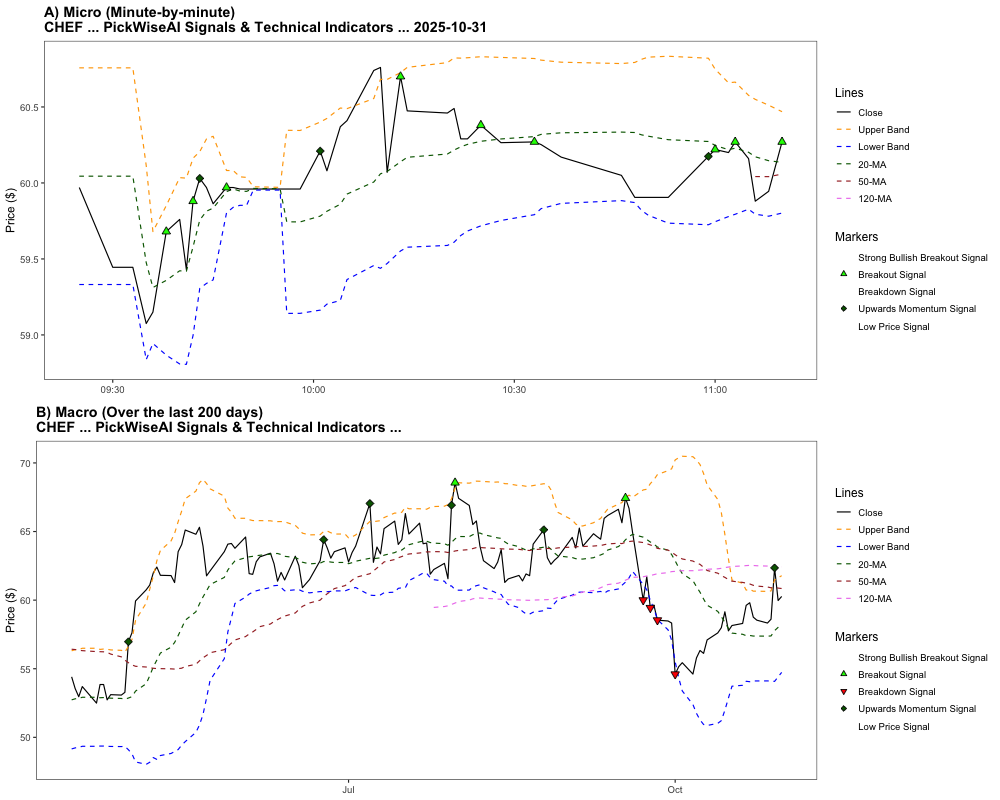 A) Micro (Minute-by-minute)
CHEF ... PickWiseAI Signals & Technical Indicators ... 2025-10-31
Price ($)
60.5
60.0
59.5
59.0
09:30
10:00
10:30
11:00
Lines
Close
Upper Band
Lower Band
20-MA
50-MA
120-MA
Markers
Strong Bullish Breakout Signal
Breakout Signal
Breakdown Signal
Upwards Momentum Signal
Low Price Signal
B) Macro (Over the last 200 days)
CHEF ... PickWiseAI Signals & Technical Indicators ...
Price ($)
70
65
60
55
50
Jul
Oct
Lines
Close
Upper Band
Lower Band
20-MA
50-MA
120-MA
Markers
Strong Bullish Breakout Signal
Breakout Signal
Breakdown Signal
Upwards Momentum Signal
Low Price Signal